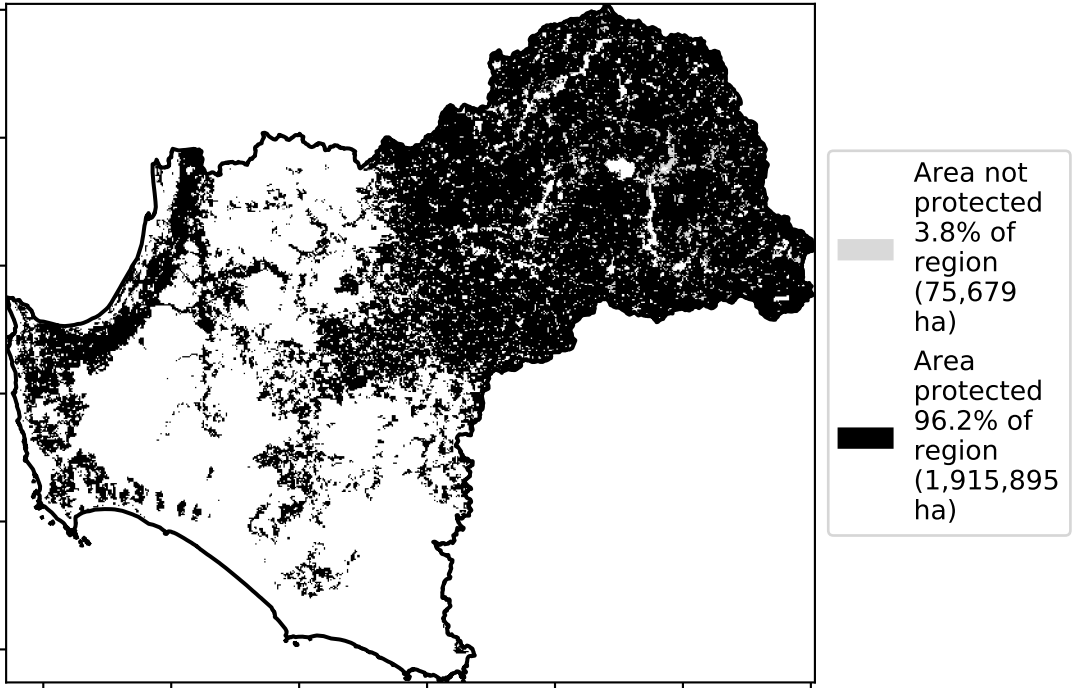 Area not
protected
3.8% of
region
(75,679
ha)
Area
protected
96.2% of
region
(1,915,895
ha)